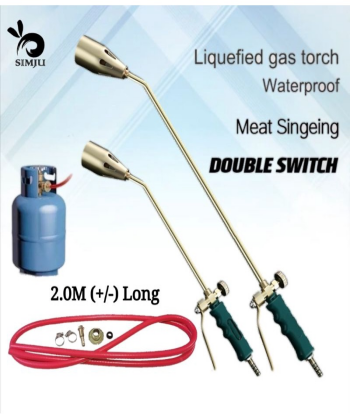 SIMJU
Liquefied gas torch
Waterproof
Meat Singeing
DOUBLE SWITCH
2.0M (+/-) Long